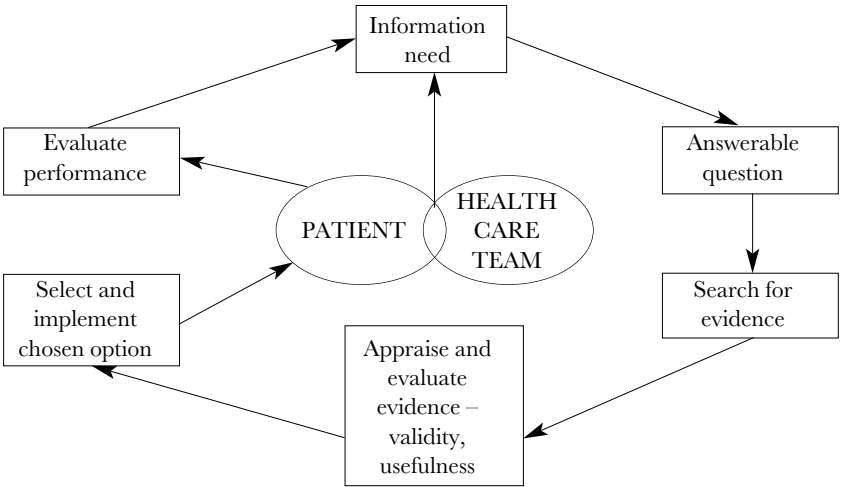 Information
need
Answerable
question
Search for
evidence
Appraise and
evaluate
evidence –
validity,
usefulness
Select and
implement
chosen option
Evaluate
performance
PATIENT
HEALTH
CARE
TEAM